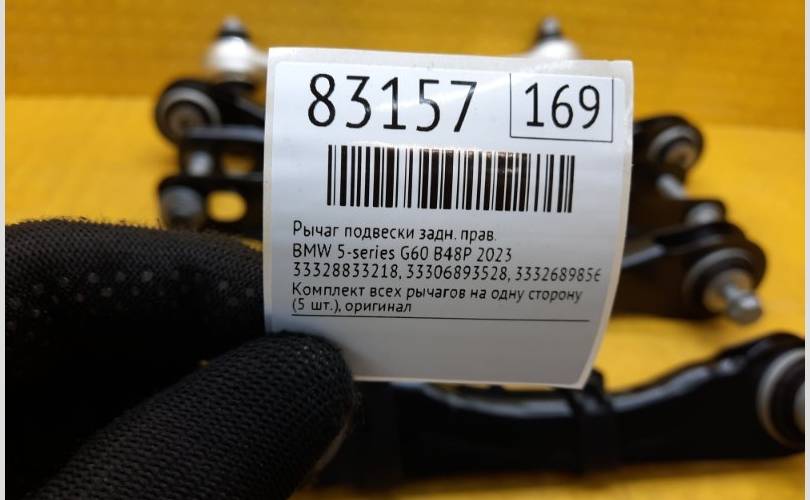 83157 169
Рычаг подвески задн. прав.
BMW 5-series G60 B48P 2023
33328833218, 33306893528, 3332689856
Комплект всех рычагов на одну сторону
(5 шт.), оригинал